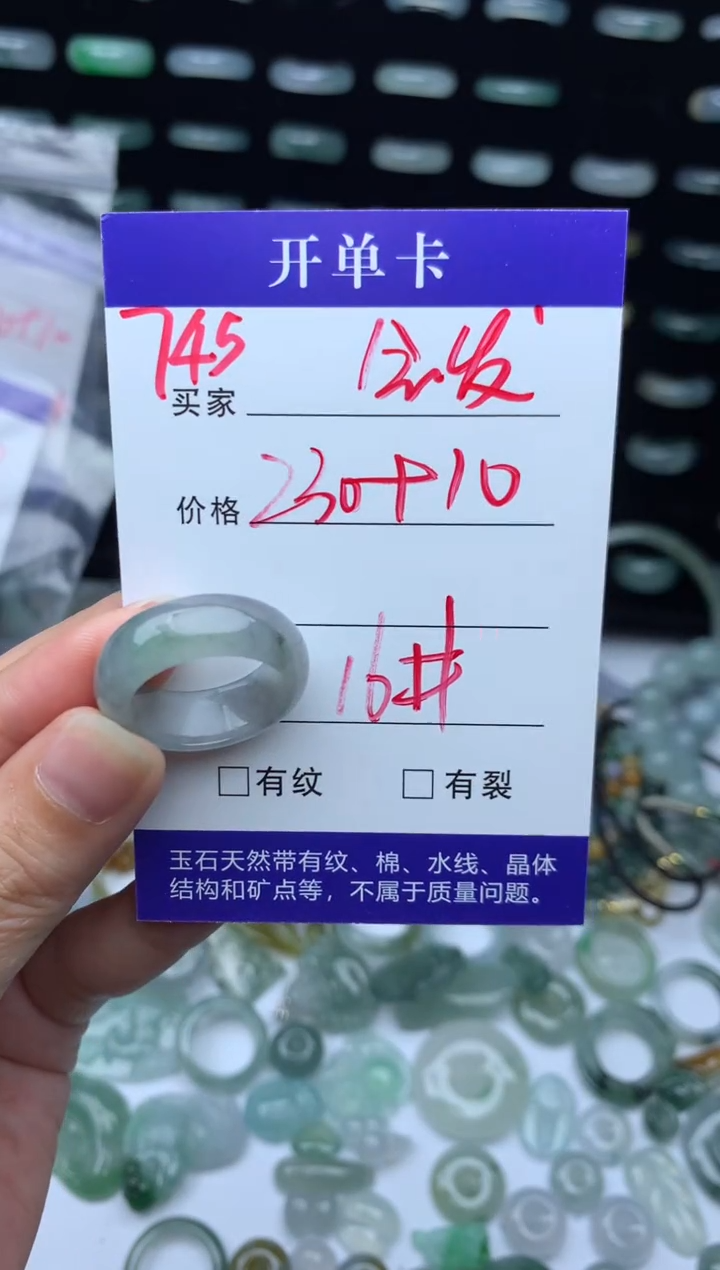 开单卡
745
买家
价格 230+10
16#
有纹 有裂
玉石天然带有纹、棉、水线、晶体
结构和矿点等，不属于质量问题。